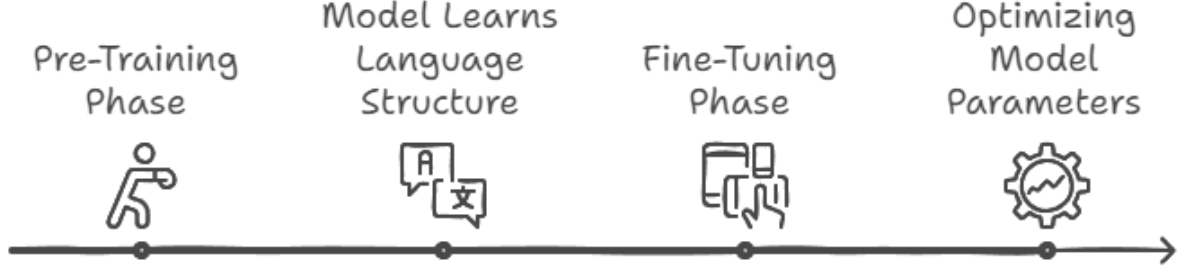 Pre-Training
Phase
Model Learns
Language
Structure
Fine-Tuning
Phase
Optimizing
Model
Parameters
A
文